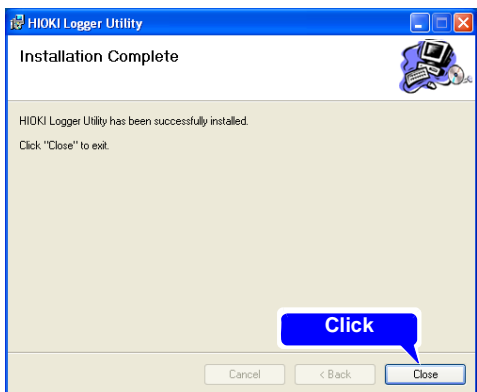 HIOKI Logger Utility
Installation Complete
HIOKI Logger Utility has been successfully installed.
Click "Close" to exit.
Click
Cancel
< Back
Close